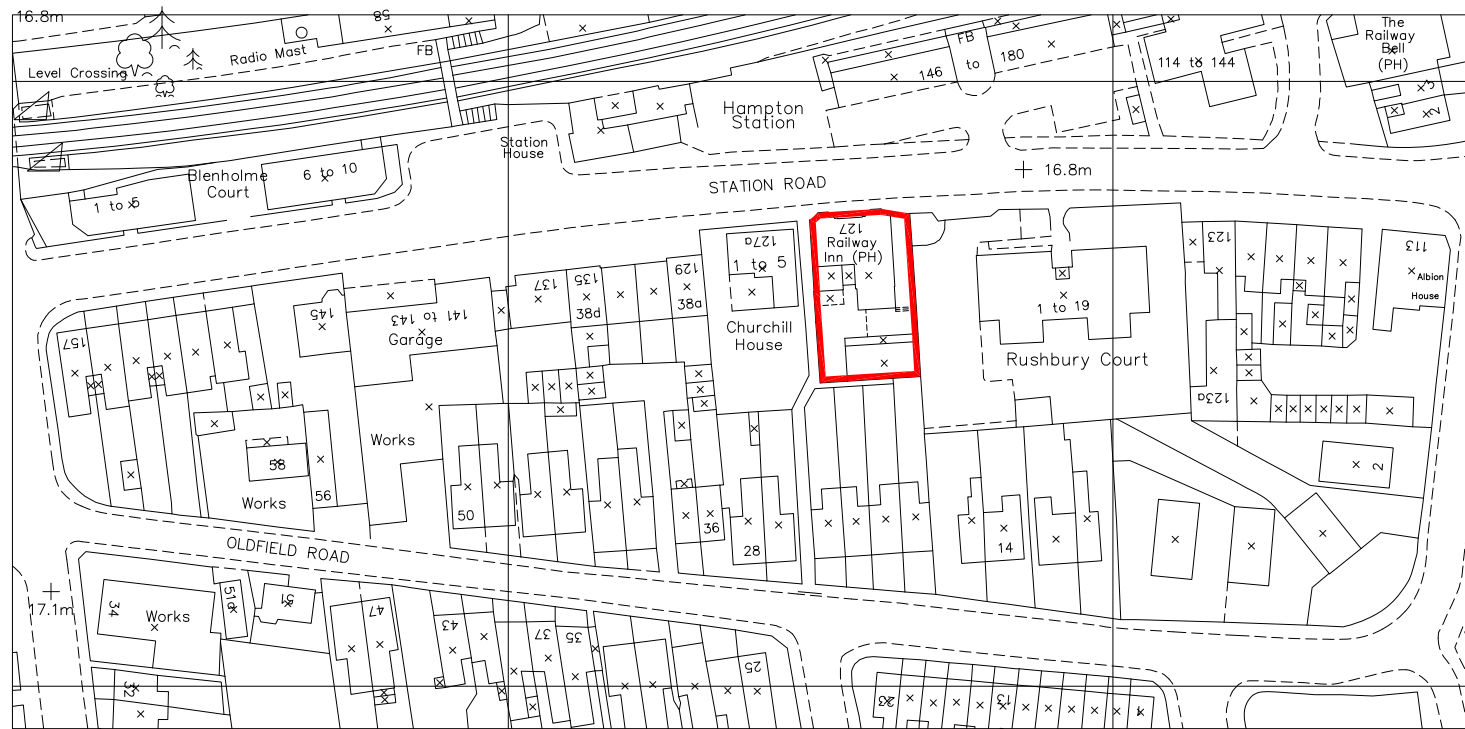 16.8m
58
The
Railway
Bell
(PH)
Radio Mast
FB
FB
to
180
146
114 to 144
Level Crossing
3
2
Hampton
Station
Station
House
Blenholme
Court
6 to 10
1 to 5
STATION ROAD
16.8m
127
Railway
Inn (PH)
127a
1 to 5
123
113
Albion
House
129
38a
135
38d
137
141 to 143
Garage
145
157
Churchill
House
1 to 19
Rushbury Court
123a
Works
58
Works
56
50
36
28
14
2
OLDFIELD ROAD
17.1m
34
Works
51a
51
47
43
37
35
25
32
23
13